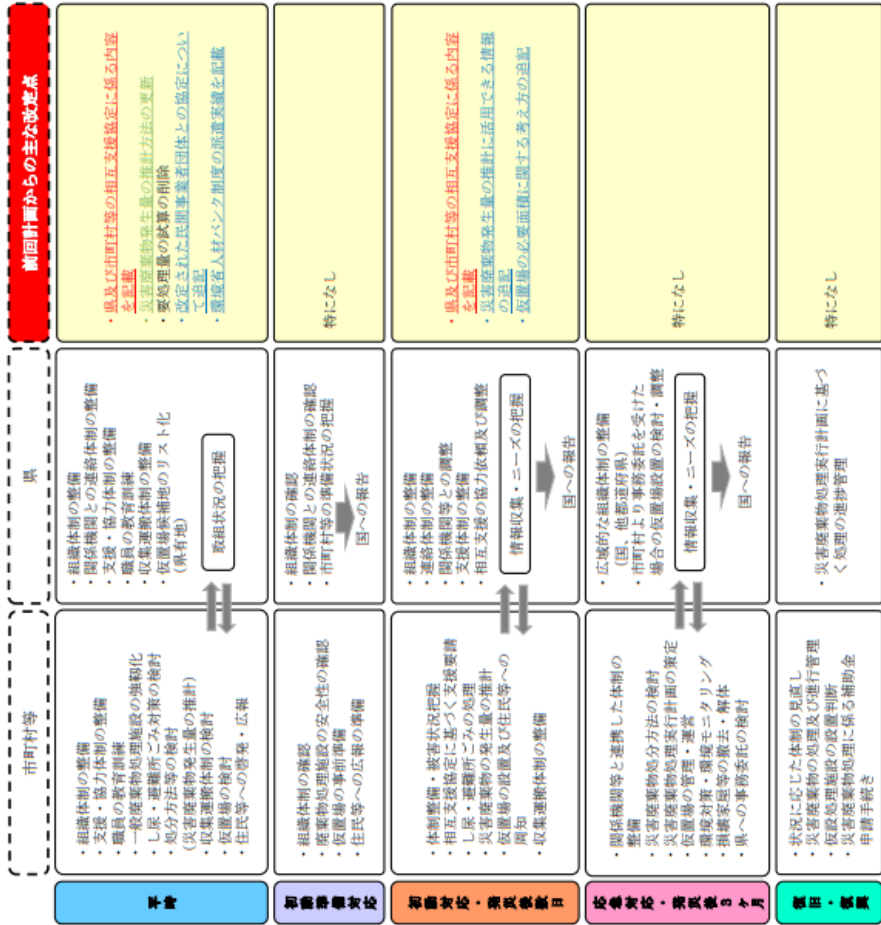 市町村等
県
前回計画からの主な改定点
平時
・組織体制の整備
・支援・協力体制の整備
・職員の教育訓練
・一般廃棄物処理施設の強靭化
・し尿・避難所ごみ対策の検討
・処分方法等の検討
(災害廃棄物発生量の推計)
・収集運搬体制の検討
・仮置場の検討
・住民等への啓発・広報
・組織体制の整備
・関係機関との連絡体制の整備
・支援・協力体制の整備
・職員の教育訓練
・収集運搬体制の整備
・仮置場候補地のリスト化
(県有地)
取組状況の把握
・県及び市町村等の相互支援協定に係る内容
を記載
・災害廃棄物発生量の推計方法の更新
・要処理量の試算の削除
・改定された民間事業者団体との協定につい
て追記
・環境省人材バンク制度の派遣実績を記載
初動準備対応
・組織体制の確認
・廃棄物処理施設の安全性の確認
・仮置場の事前準備
・住民等への広報の準備
・組織体制の確認
・関係機関との連絡体制の確認
・市町村等の準備状況の把握
国への報告
特になし
初動対応・発災後数日
・体制整備・被害状況把握
・相互支援協定に基づく支援要請
・し尿・避難所ごみの処理
・災害廃棄物の発生量の推計
・仮置場の設置及び住民等への
周知
・収集運搬体制の整備
・組織体制の整備
・連絡体制の整備
・関係機関等との調整
・支援体制の整備
・相互支援の協力依頼及び調整
情報収集・ニーズの把握
国への報告
・県及び市町村等の相互支援協定に係る内容
を記載
・災害廃棄物発生量の推計に活用できる情報
の追記
・仮置場の必要面積に関する考え方の追記
応急対応・発災後3ヶ月
・関係機関等と連携した体制の
整備
・災害廃棄物処分方法の検討
・災害廃棄物処理実行計画の策定
・仮置場の管理・運営
・環境対策・環境モニタリング
・損壊家屋等の撤去・解体
・県への事務委託の検討
・広域的な組織体制の整備
(国、他都道府県)
・市町村より事務委託を受けた
場合の仮置場設置の検討・調整
情報収集・ニーズの把握
国への報告
特になし
復旧・復興
・状況に応じた体制の見直し
・災害廃棄物の処理及び進行管理
・仮設処理施設の設置判断
・災害廃棄物処理に係る補助金
申請手続き
・災害廃棄物処理実行計画に基づ
く処理の進捗管理
特になし